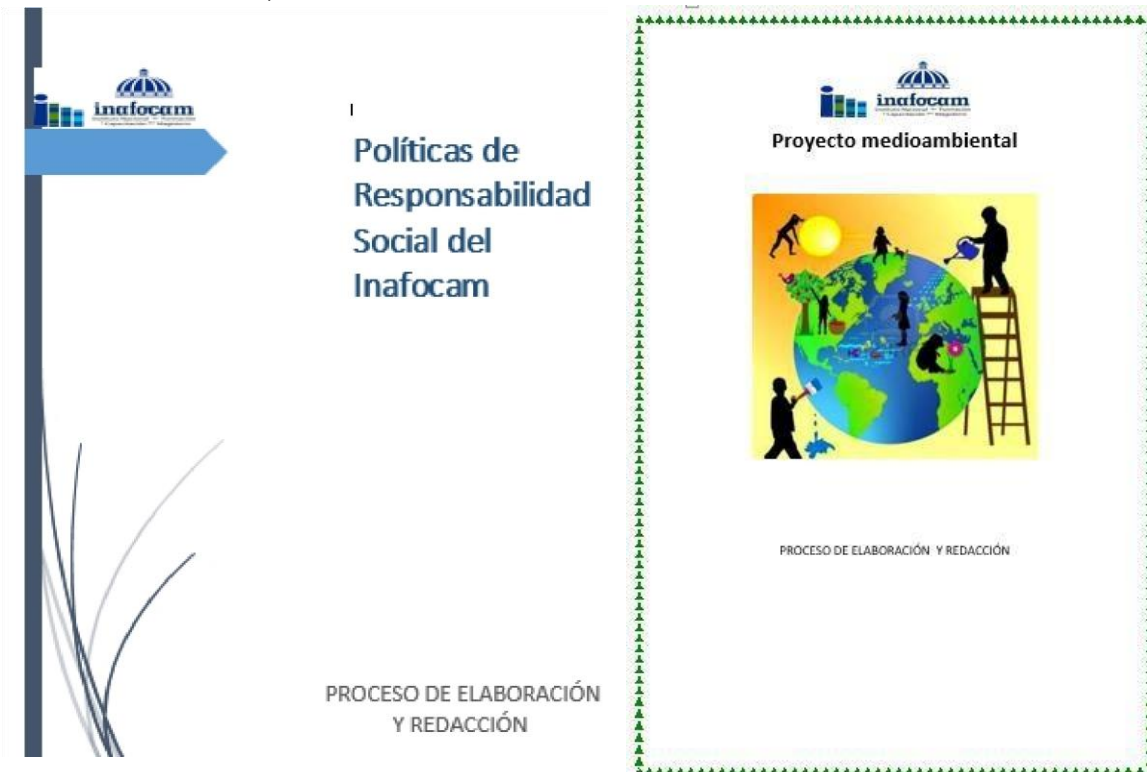 inafocam
Políticas de
Responsabilidad
Social del
Inafocam
PROCESO DE ELABORACIÓN
Y REDACCIÓN
inafocam
Proyecto medioambiental
PROCESO DE ELABORACIÓN Y REDACCIÓN